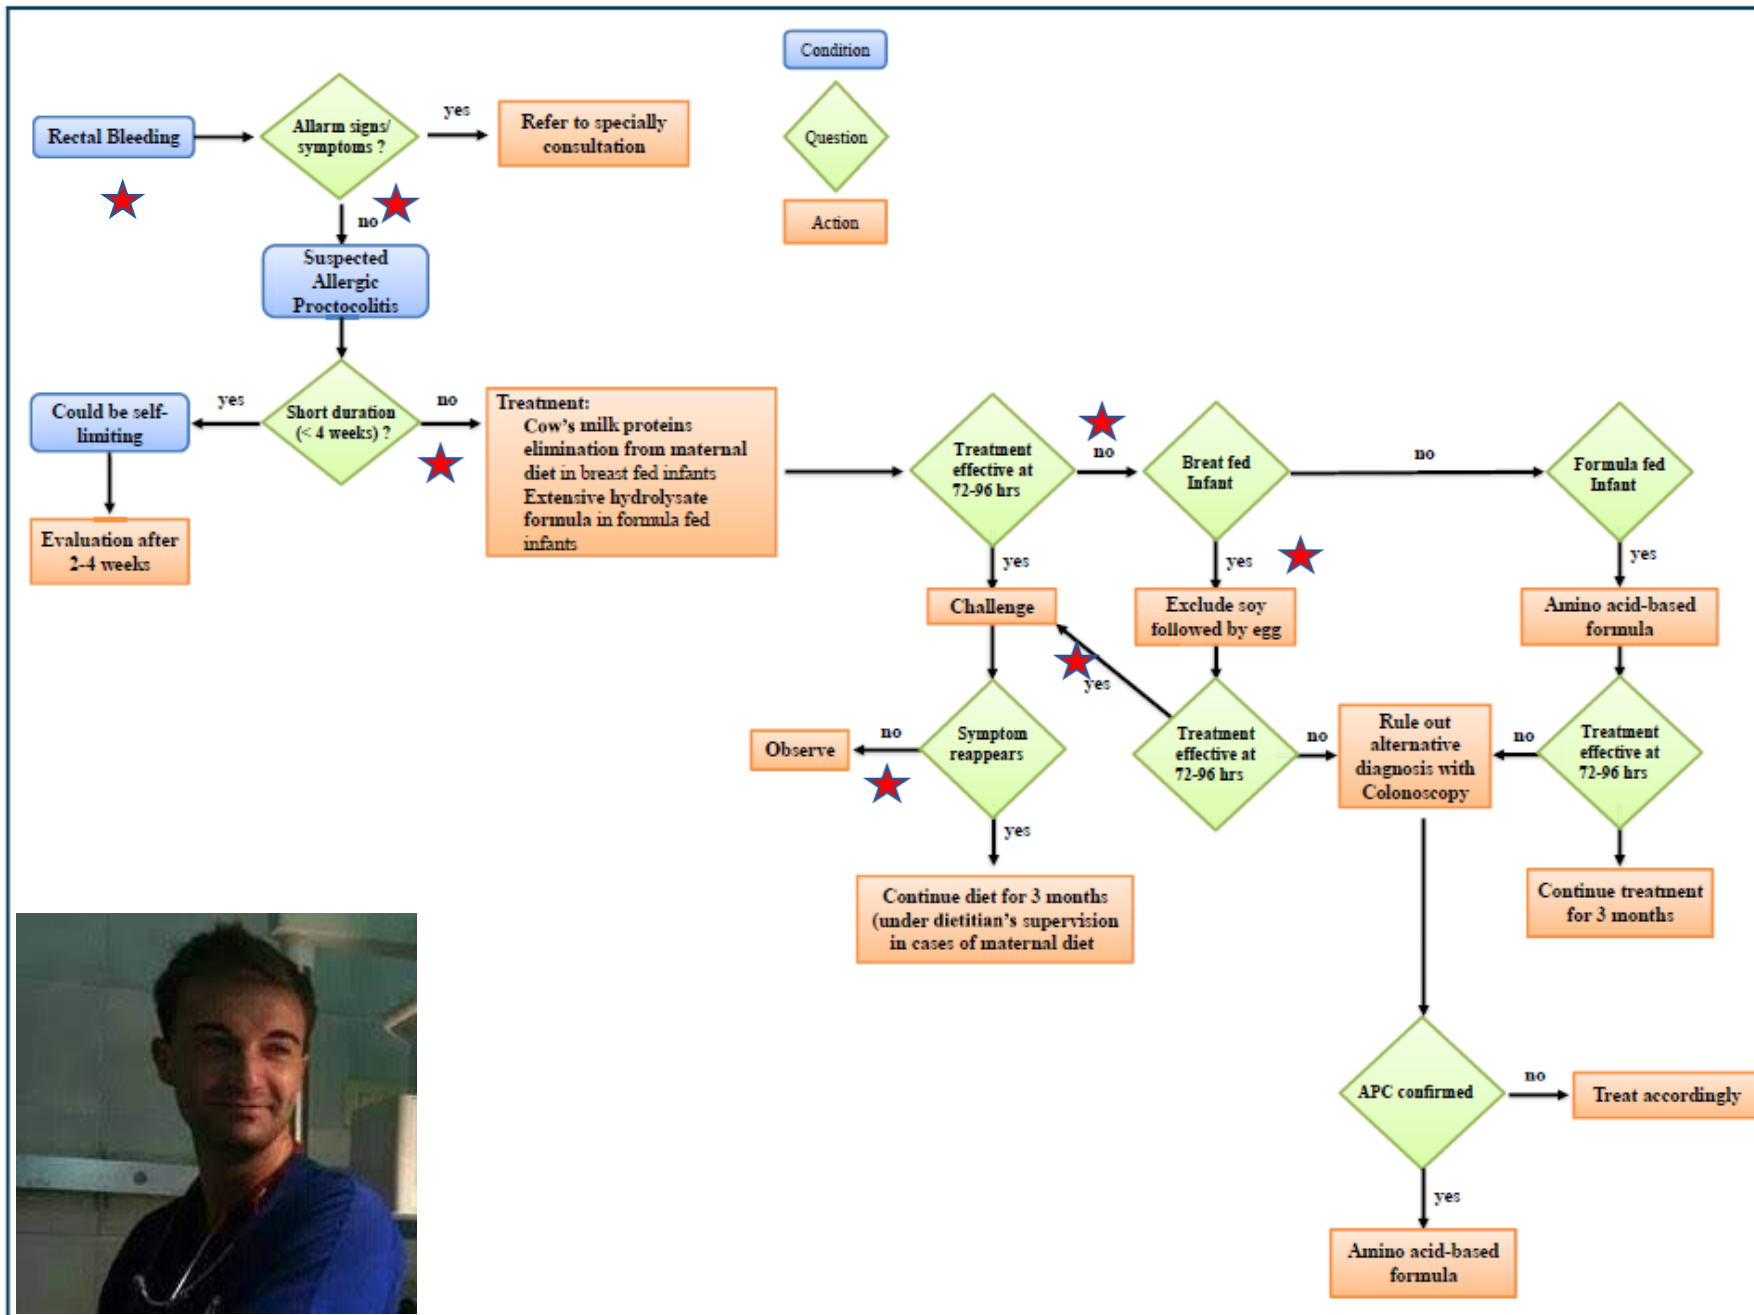 Condition
Question
Action
Rectal Bleeding
Allarm signs/
symptoms ?
yes
Refer to specially
consultation
no
Suspected
Allergic
Proctocolitis
Short duration
(< 4 weeks) ?
yes
Could be self-
limiting
Evaluation after
2-4 weeks
no
Treatment:
Cow's milk proteins
elimination from maternal
diet in breast fed infants
Extensive hydrolysate
formula in formula fed
infants
Treatment
effective at
72-96 hrs
no
Breat fed
Infant
no
Formula fed
Infant
yes
Challenge
yes
Exclude soy
followed by egg
yes
Amino acid-based
formula
yes
Symptom
reappears
no
Observe
yes
Continue diet for 3 months
(under dietitian's supervision
in cases of maternal diet
Treatment
effective at
72-96 hrs
no
Rule out
alternative
diagnosis with
Colonoscopy
no
Treatment
effective at
72-96 hrs
Continue treatment
for 3 months
APC confirmed
no
Treat accordingly
yes
Amino acid-based
formula